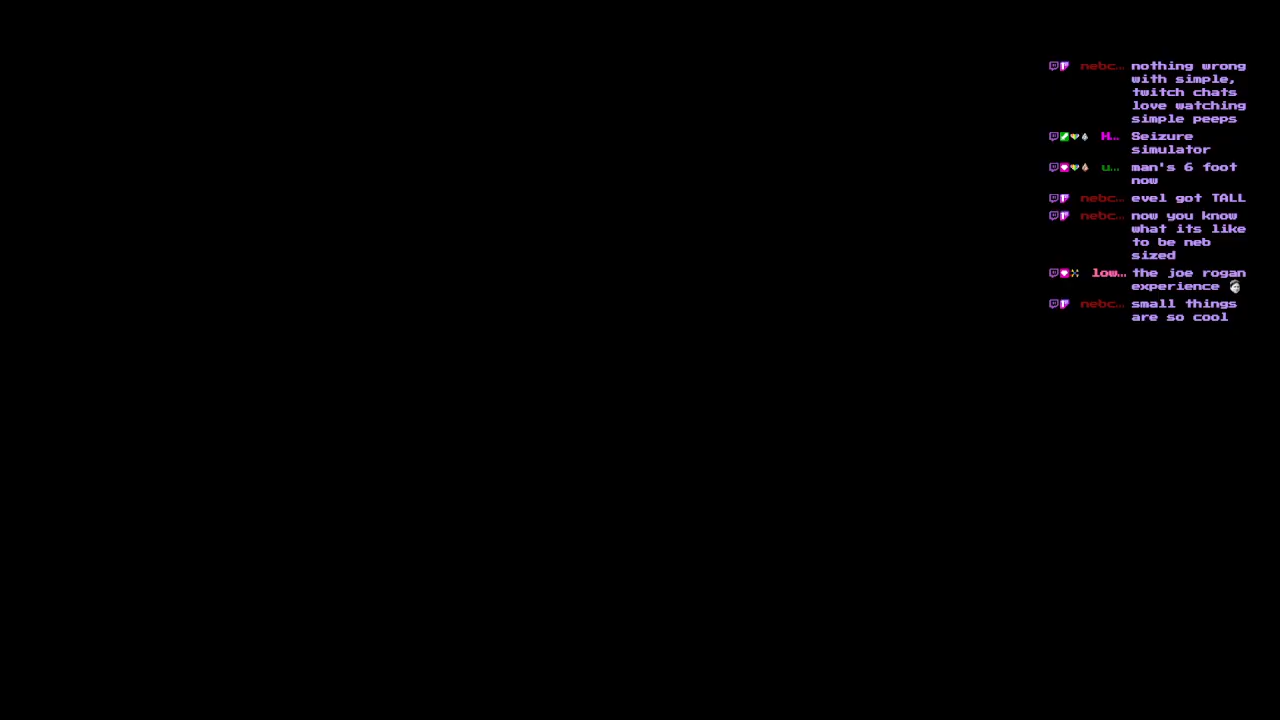 nebc... nothing wrong
with simple,
twitch chats
love watching
simple peeps
H... Seizure
simulator
u... man's 6 foot
now
nebc... evel got TALL
nebc... now you know
what its like
to be neb
sized
low... the joe rogan
experience
nebc... small things
are so cool